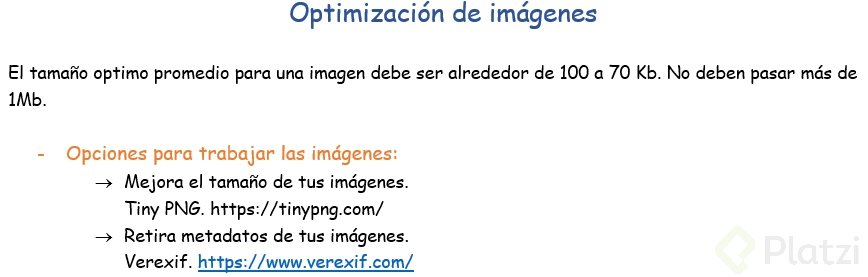 Optimización de imágenes
El tamaño optimo promedio para una imagen debe ser alrededor de 100 a 70 Kb. No deben pasar más de
1Mb.
- Opciones para trabajar las imágenes:
→ Mejora el tamaño de tus imágenes.
Tiny PNG. https://tinypng.com/
→ Retira metadatos de tus imágenes.
Verexif. https://www.verexif.com/
Platzi